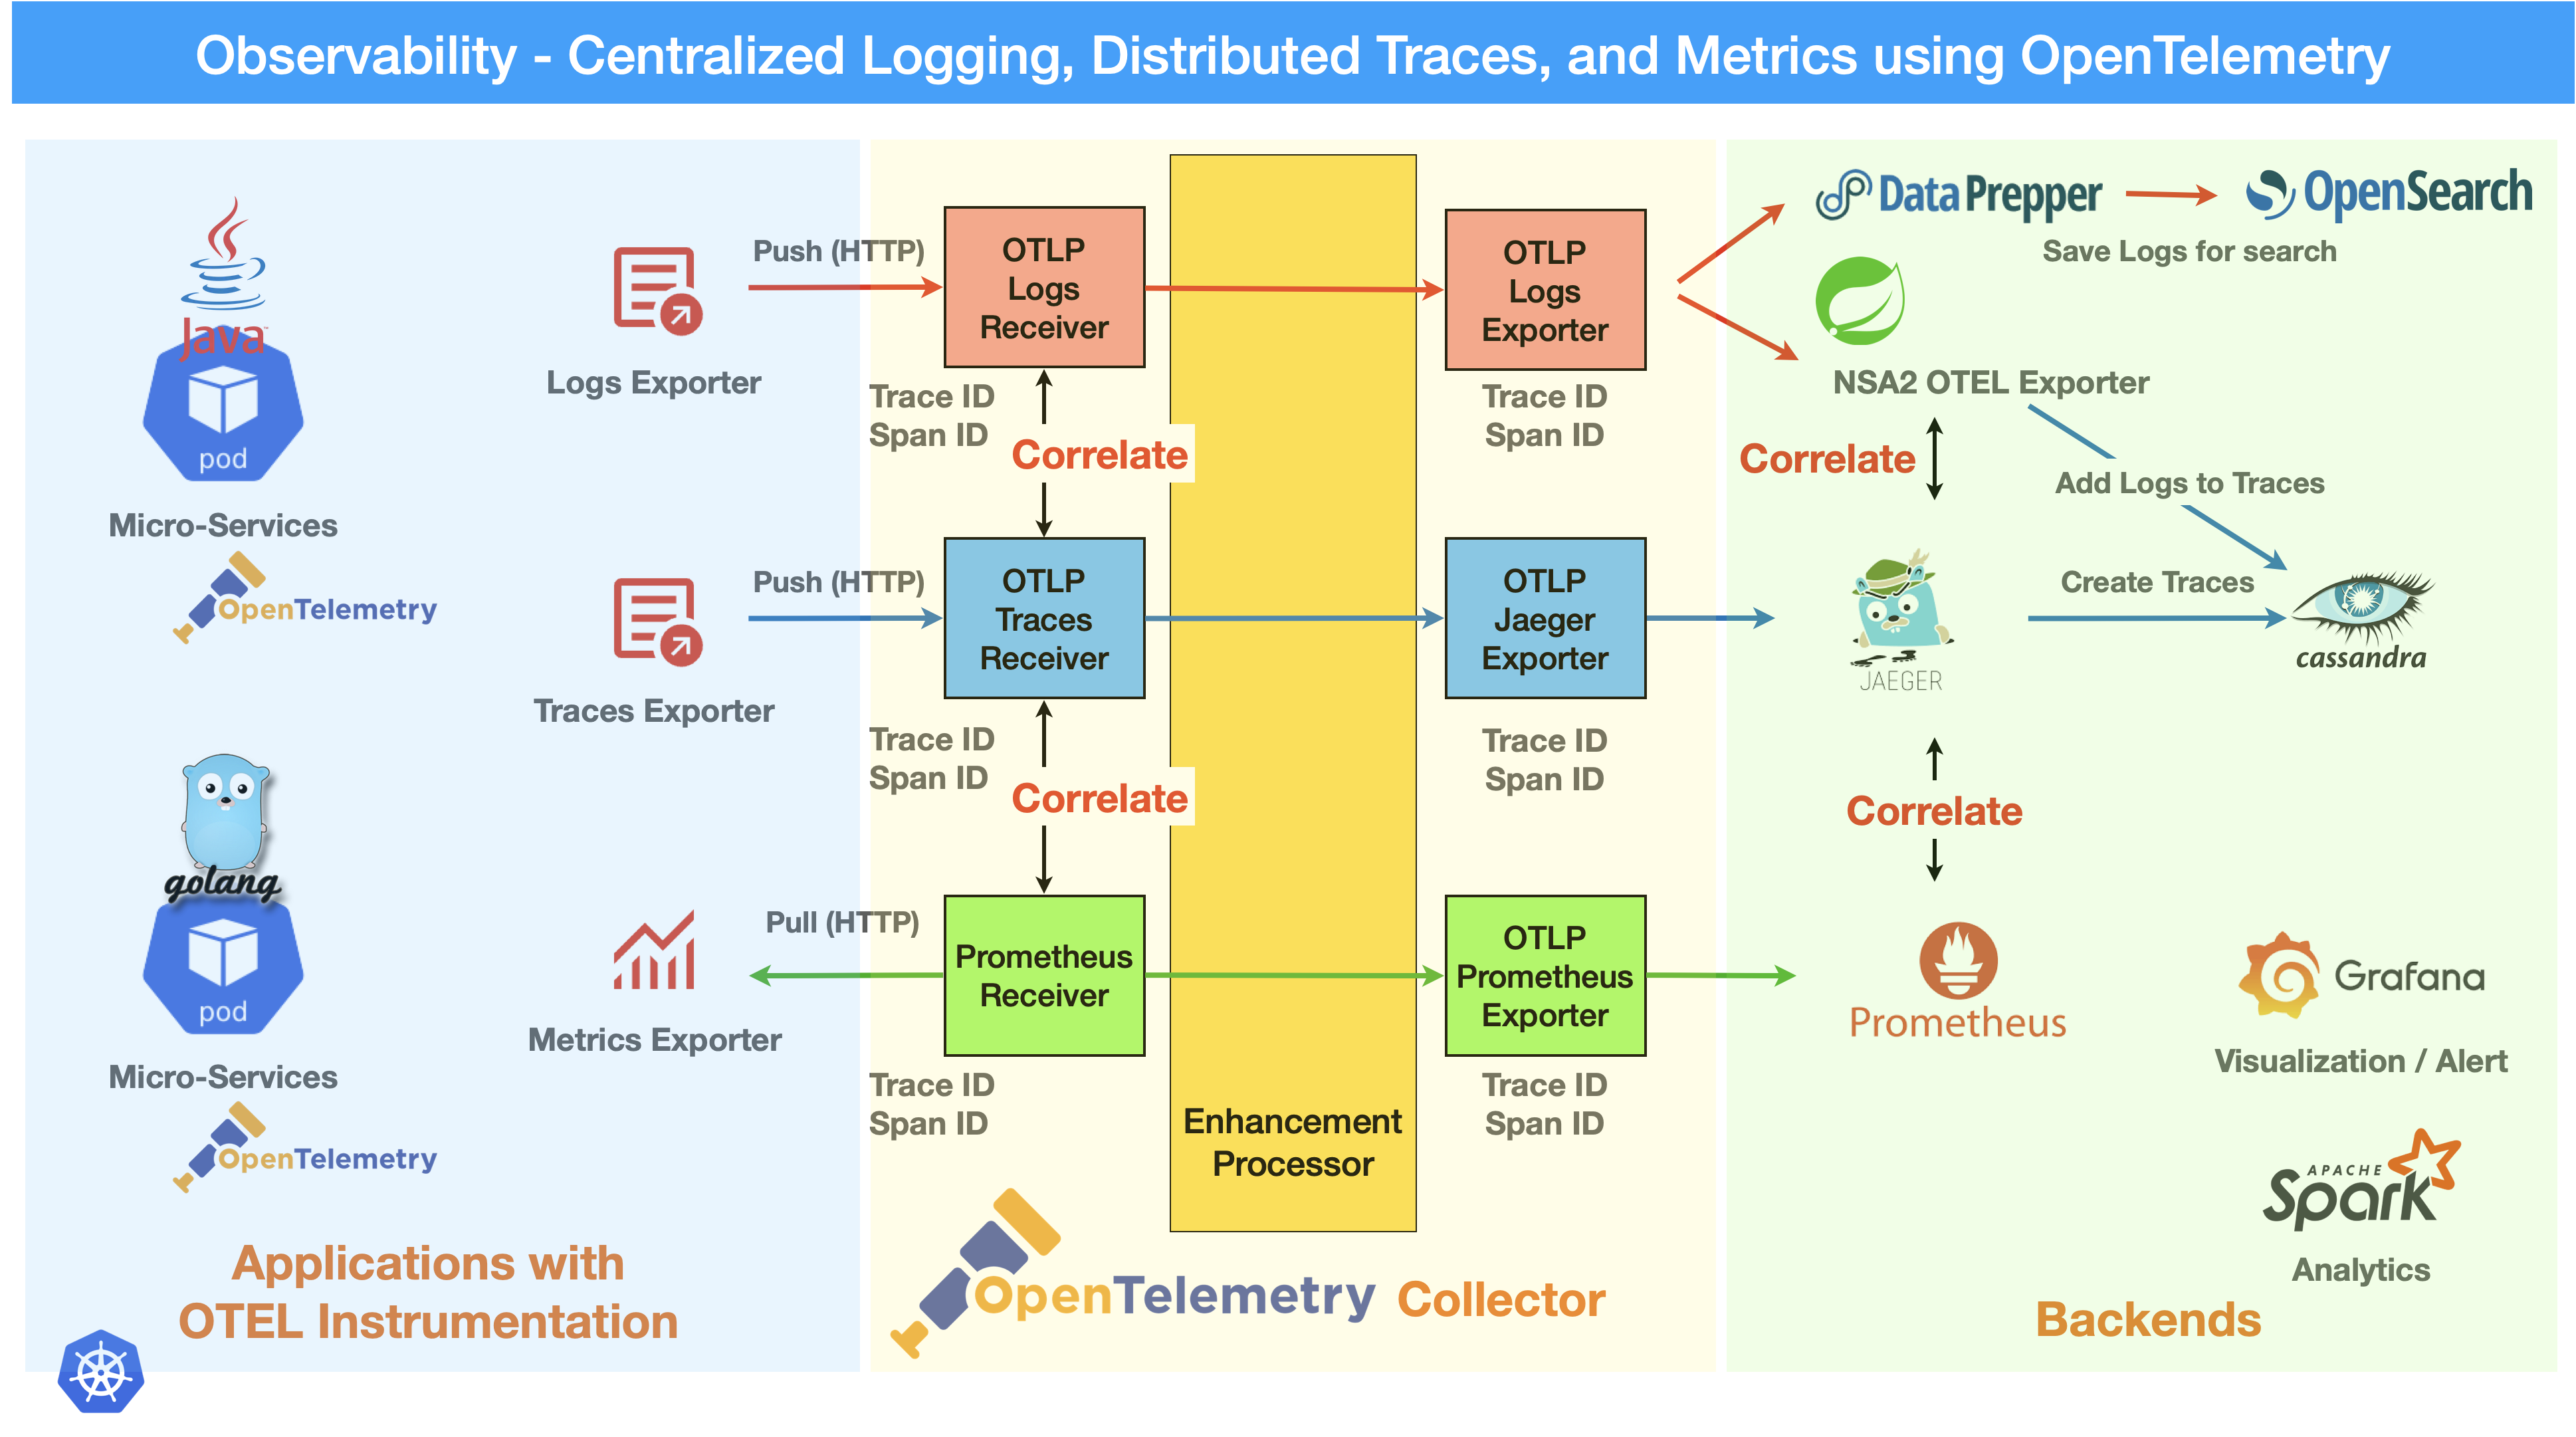 Observability - Centralized Logging, Distributed Traces, and Metrics using OpenTelemetry
Java
pod
Micro-Services
OpenTelemetry
golang
pod
Micro-Services
OpenTelemetry
Logs Exporter
Traces Exporter
Metrics Exporter
Applications with
OTEL Instrumentation
Push (HTTP)
Push (HTTP)
Pull (HTTP)
OTLP
Logs
Receiver
Trace ID
Span ID
Correlate
OTLP
Traces
Receiver
Trace ID
Span ID
Correlate
Prometheus
Receiver
Trace ID
Span ID
Enhancement
Processor
OTLP
Logs
Exporter
Trace ID
Span ID
OTLP
Jaeger
Exporter
Trace ID
Span ID
OTLP
Prometheus
Exporter
Trace ID
Span ID
OpenTelemetry Collector
Data Prepper
OpenSearch
Save Logs for search
NSA2 OTEL Exporter
Correlate
Add Logs to Traces
Create Traces
JAEGER
cassandra
Correlate
Prometheus
Grafana
Visualization / Alert
APACHE
Spark
Analytics
Backends